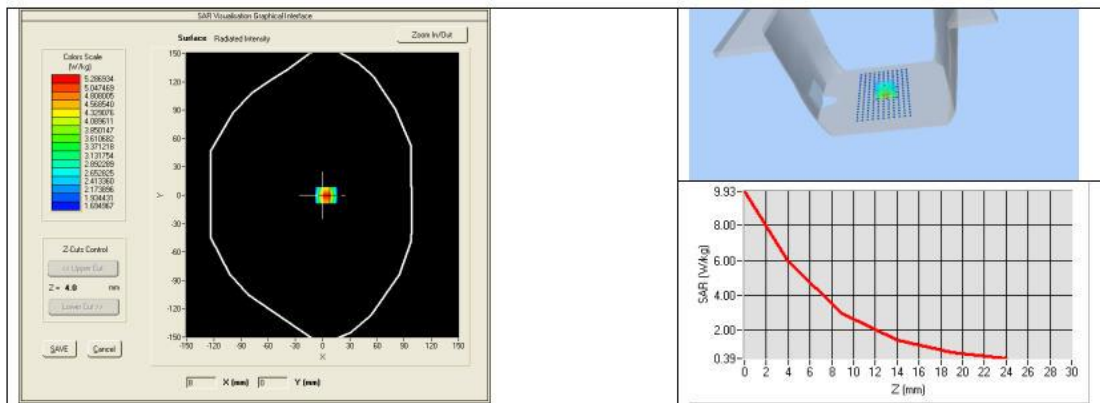 SAR Visualisation Graphical Interface
Surface Radiated Intensity
Zoom In/Out
Colors Scale
(W/kg)
5.286934
5.047469
4.808005
4.568540
4.329076
4.089611
3.850147
3.610682
3.371218
3.131754
2.892289
2.652825
2.413360
2.173896
1.934431
1.694967
Z-Cuts Control
<< Upper Cut
Z = 4.0 mm
Lower Cut >>
SAVE Cancel
150
120
90
60
30
0
-30
-60
-90
-120
-150
Y
-150 -120 -90 -60 -30 0 30 60 90 120 150
X
8 X (mm) 0 Y (mm)
9.93
8.00
6.00
4.00
2.00
0.39
SAR (W/kg)
0 2 4 6 8 10 12 14 16 18 20 22 24 26 28 30
Z (mm)